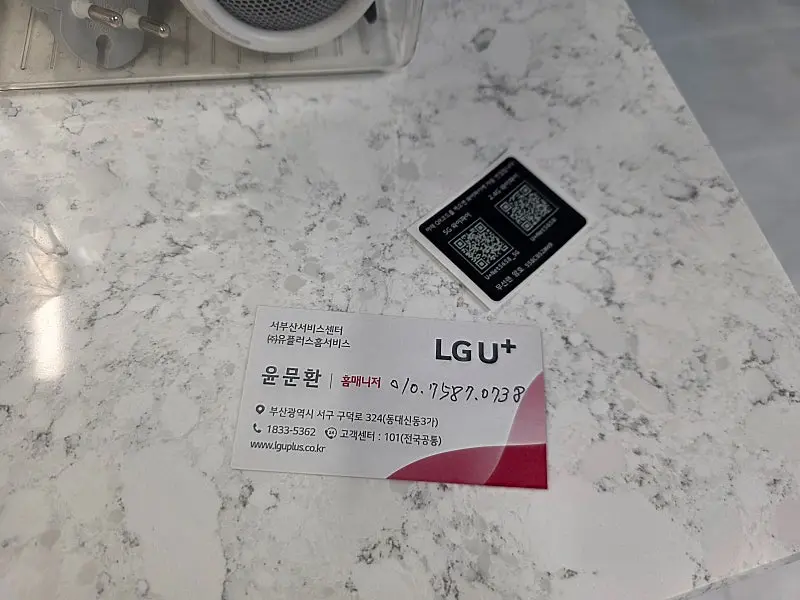 서부산서비스센터
㈜유플러스홈서비스
LG U+
윤문환 | 홈매니저 010.7587.0738
부산광역시 서구 구덕로 324(동대신동3가)
1833-5362 고객센터 : 101(전국공통)
www.lguplus.co.kr
5G 와이파이
2.4G 와이파이
무선랜 암호